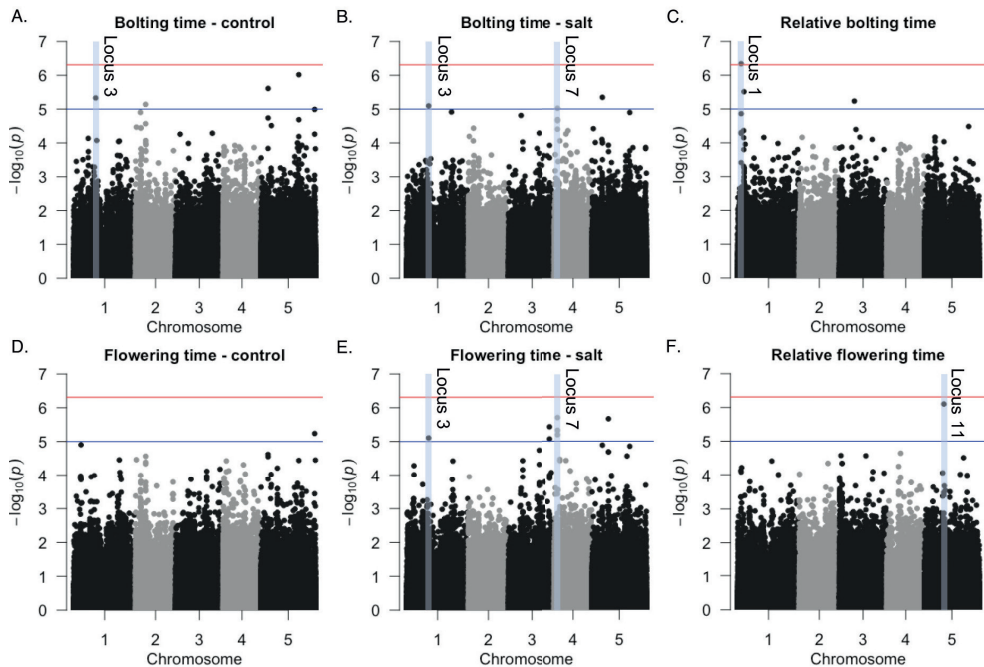 A.
Bolting time - control
7
6
5
4
3
2
1
0
−log10(p)
Locus 3
1 2 3 4 5
Chromosome
B.
Bolting time - salt
7
6
5
4
3
2
1
0
−log10(p)
Locus 3
Locus 7
1 2 3 4 5
Chromosome
C.
Relative bolting time
7
6
5
4
3
2
1
0
−log10(p)
Locus 1
1 2 3 4 5
Chromosome
D.
Flowering time - control
7
6
5
4
3
2
1
0
−log10(p)
1 2 3 4 5
Chromosome
E.
Flowering time - salt
7
6
5
4
3
2
1
0
−log10(p)
Locus 3
Locus 7
1 2 3 4 5
Chromosome
F.
Relative flowering time
7
6
5
4
3
2
1
0
−log10(p)
Locus 11
1 2 3 4 5
Chromosome